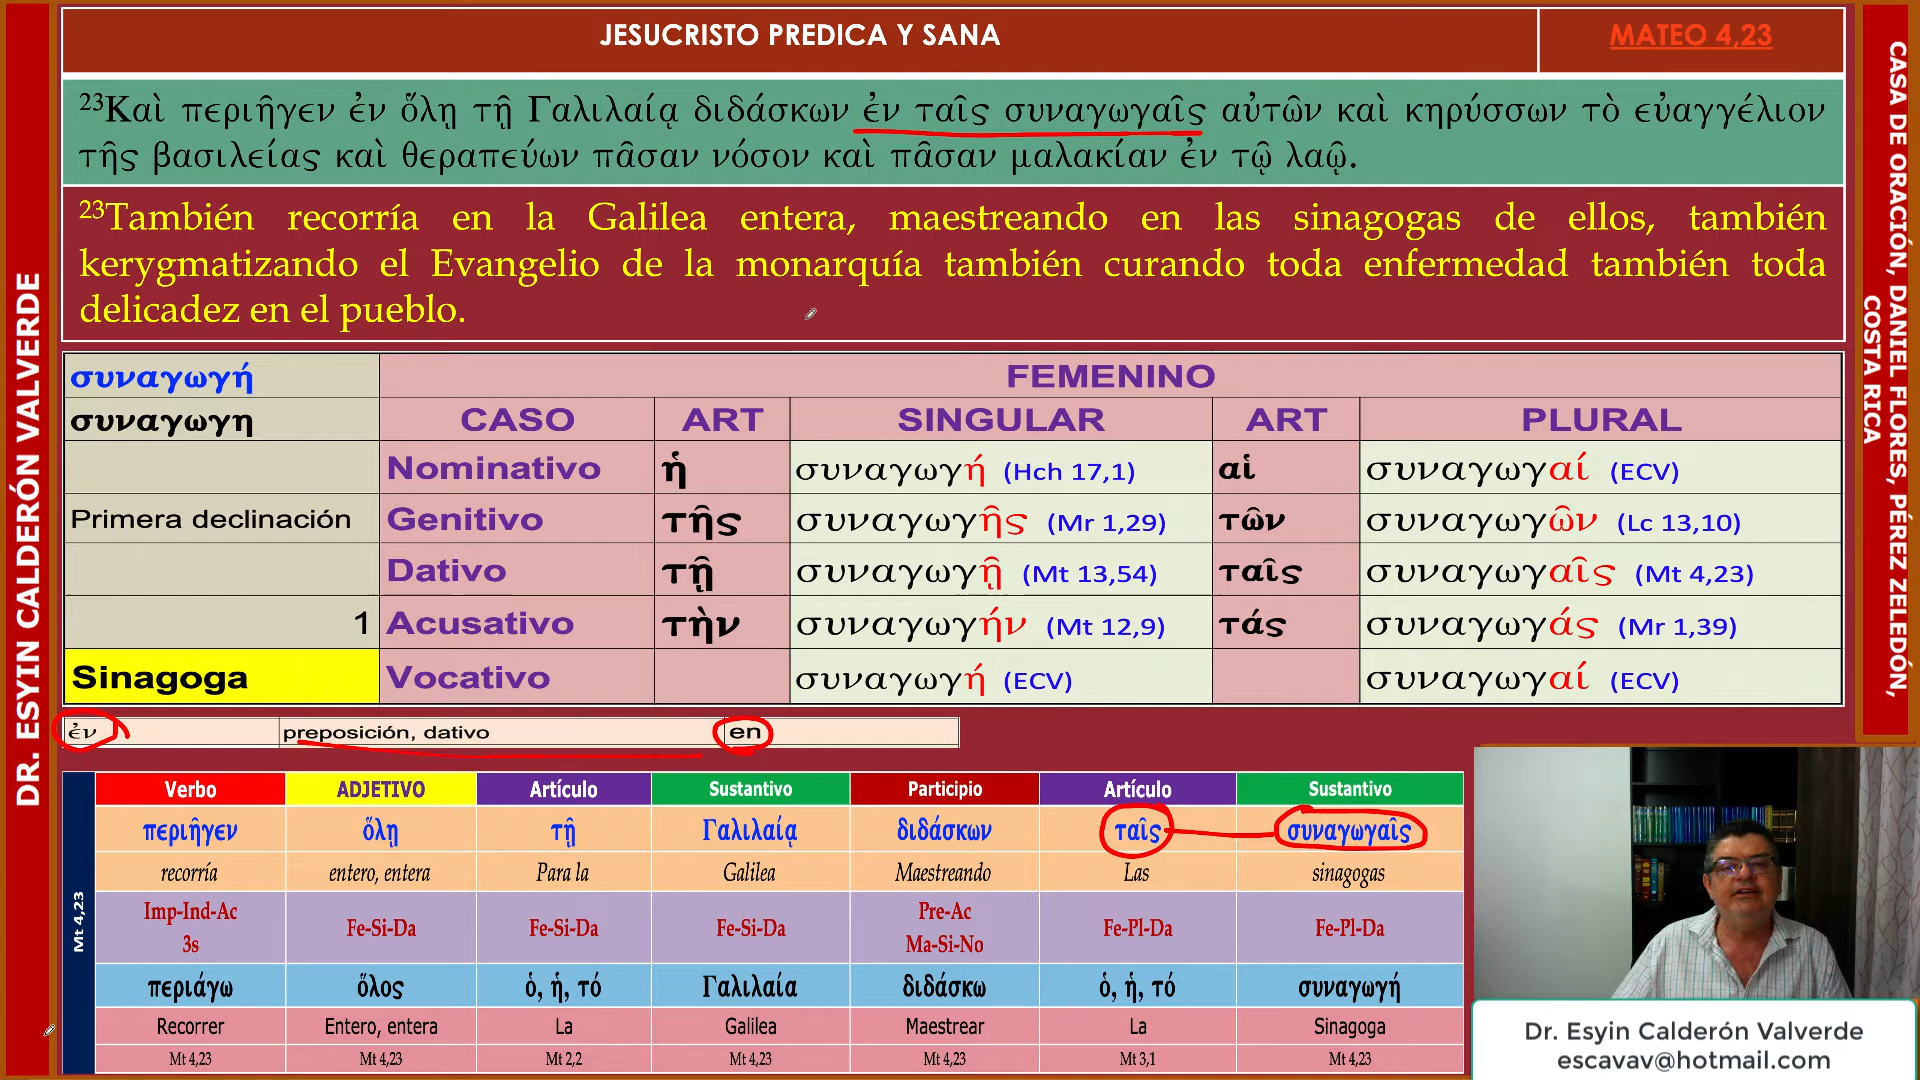 JESUCRISTO PREDICA Y SANA
MATEO 4,23
²³Καὶ περιῆγεν ἐν ὅλῃ τῇ Γαλιλαίᾳ διδάσκων ἐν ταῖς συναγωγαῖς αὐτῶν καὶ κηρύσσων τὸ εὐαγγέλιον
τῆς βασιλείας καὶ θεραπεύων πᾶσαν νόσον καὶ πᾶσαν μαλακίαν ἐν τῷ λαῷ.
²³También recorría en la Galilea entera, maestreando en las sinagogas de ellos, también
kerygmatizando el Evangelio de la monarquía también curando toda enfermedad también toda
delicadez en el pueblo.
συναγωγή FEMENINO
συναγωγη CASO ART SINGULAR ART PLURAL
Nominativo ἡ συναγωγή (Hch 17,1) αἱ συναγωγαί (ECV)
Primera declinación Genitivo τῆς συναγωγῆς (Mr 1,29) τῶν συναγωγῶν (Lc 13,10)
Dativo τῇ συναγωγῇ (Mt 13,54) ταῖς συναγωγαῖς (Mt 4,23)
1 Acusativo τὴν συναγωγήν (Mt 12,9) τάς συναγωγάς (Mr 1,39)
Sinagoga Vocativo συναγωγή (ECV) συναγωγαί (ECV)
ἐν preposición, dativo en
Mt 4,23
Verbo ADJETIVO Artículo Sustantivo Participio Artículo Sustantivo
περιῆγεν ὅλῃ τῇ Γαλιλαίᾳ διδάσκων ταῖς συναγωγαῖς
recorría entero, entera Para la Galilea Maestreando Las sinagogas
Imp-Ind-Ac Fe-Si-Da Fe-Si-Da Fe-Si-Da Pre-Ac Fe-Pl-Da Fe-Pl-Da
3s Ma-Si-No
περιάγω ὅλος ὁ, ἡ, τό Γαλιλαία διδάσκω ὁ, ἡ, τό συναγωγή
Recorrer Entero, entera La Galilea Maestrear La Sinagoga
Mt 4,23 Mt 4,23 Mt 2,2 Mt 4,23 Mt 4,23 Mt 3,1 Mt 4,23
DR. ESYIN CALDERÓN VALVERDE
CASA DE ORACIÓN, DANIEL FLORES, PÉREZ ZELEDÓN,
COSTA RICA
Dr. Esyin Calderón Valverde
escavav@hotmail.com